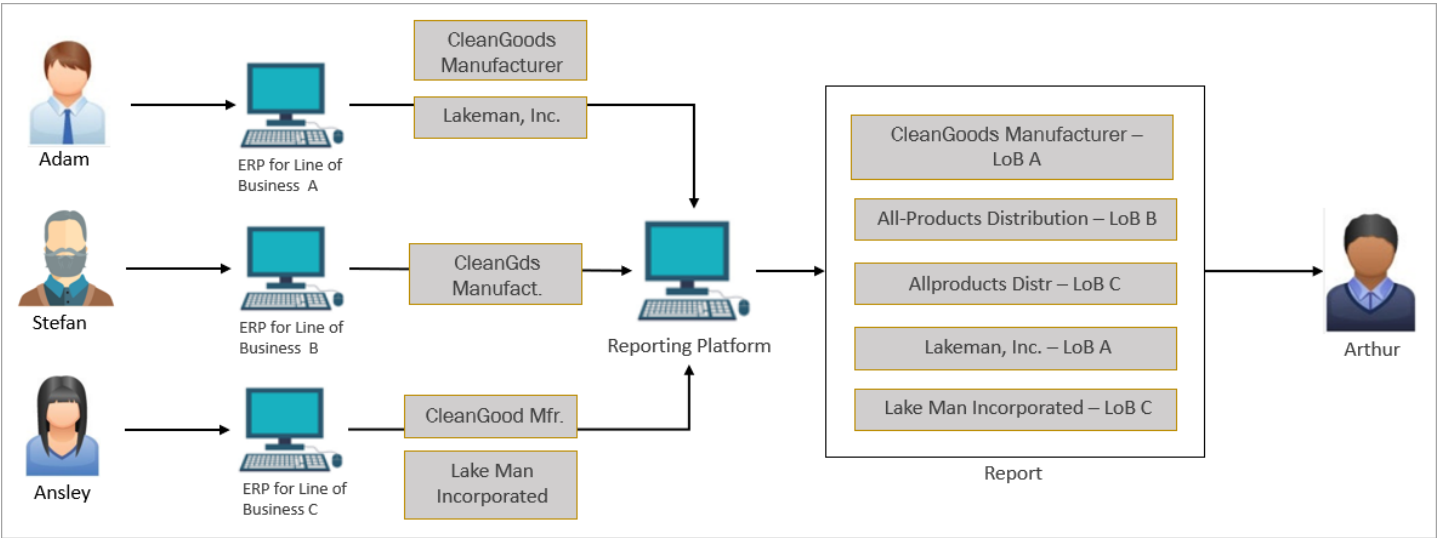 CleanGoods
Manufacturer
Lakeman, Inc.
Adam
ERP for Line of
Business A
CleanGds
Manufact.
Stefan
ERP for Line of
Business B
CleanGood Mfr.
Lake Man
Incorporated
Ansley
ERP for Line of
Business C
Reporting Platform
CleanGoods Manufacturer –
LoB A
All-Products Distribution – LoB B
Allproducts Distr – LoB C
Lakeman, Inc. – LoB A
Lake Man Incorporated – LoB C
Report
Arthur